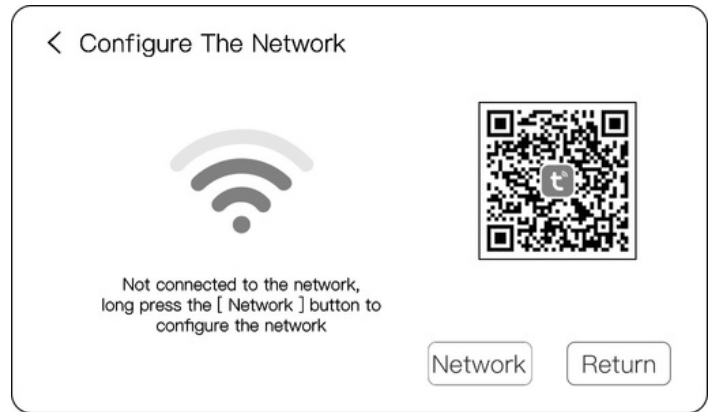 Configure The Network
Not connected to the network,
long press the [ Network ] button to
configure the network
Network
Return